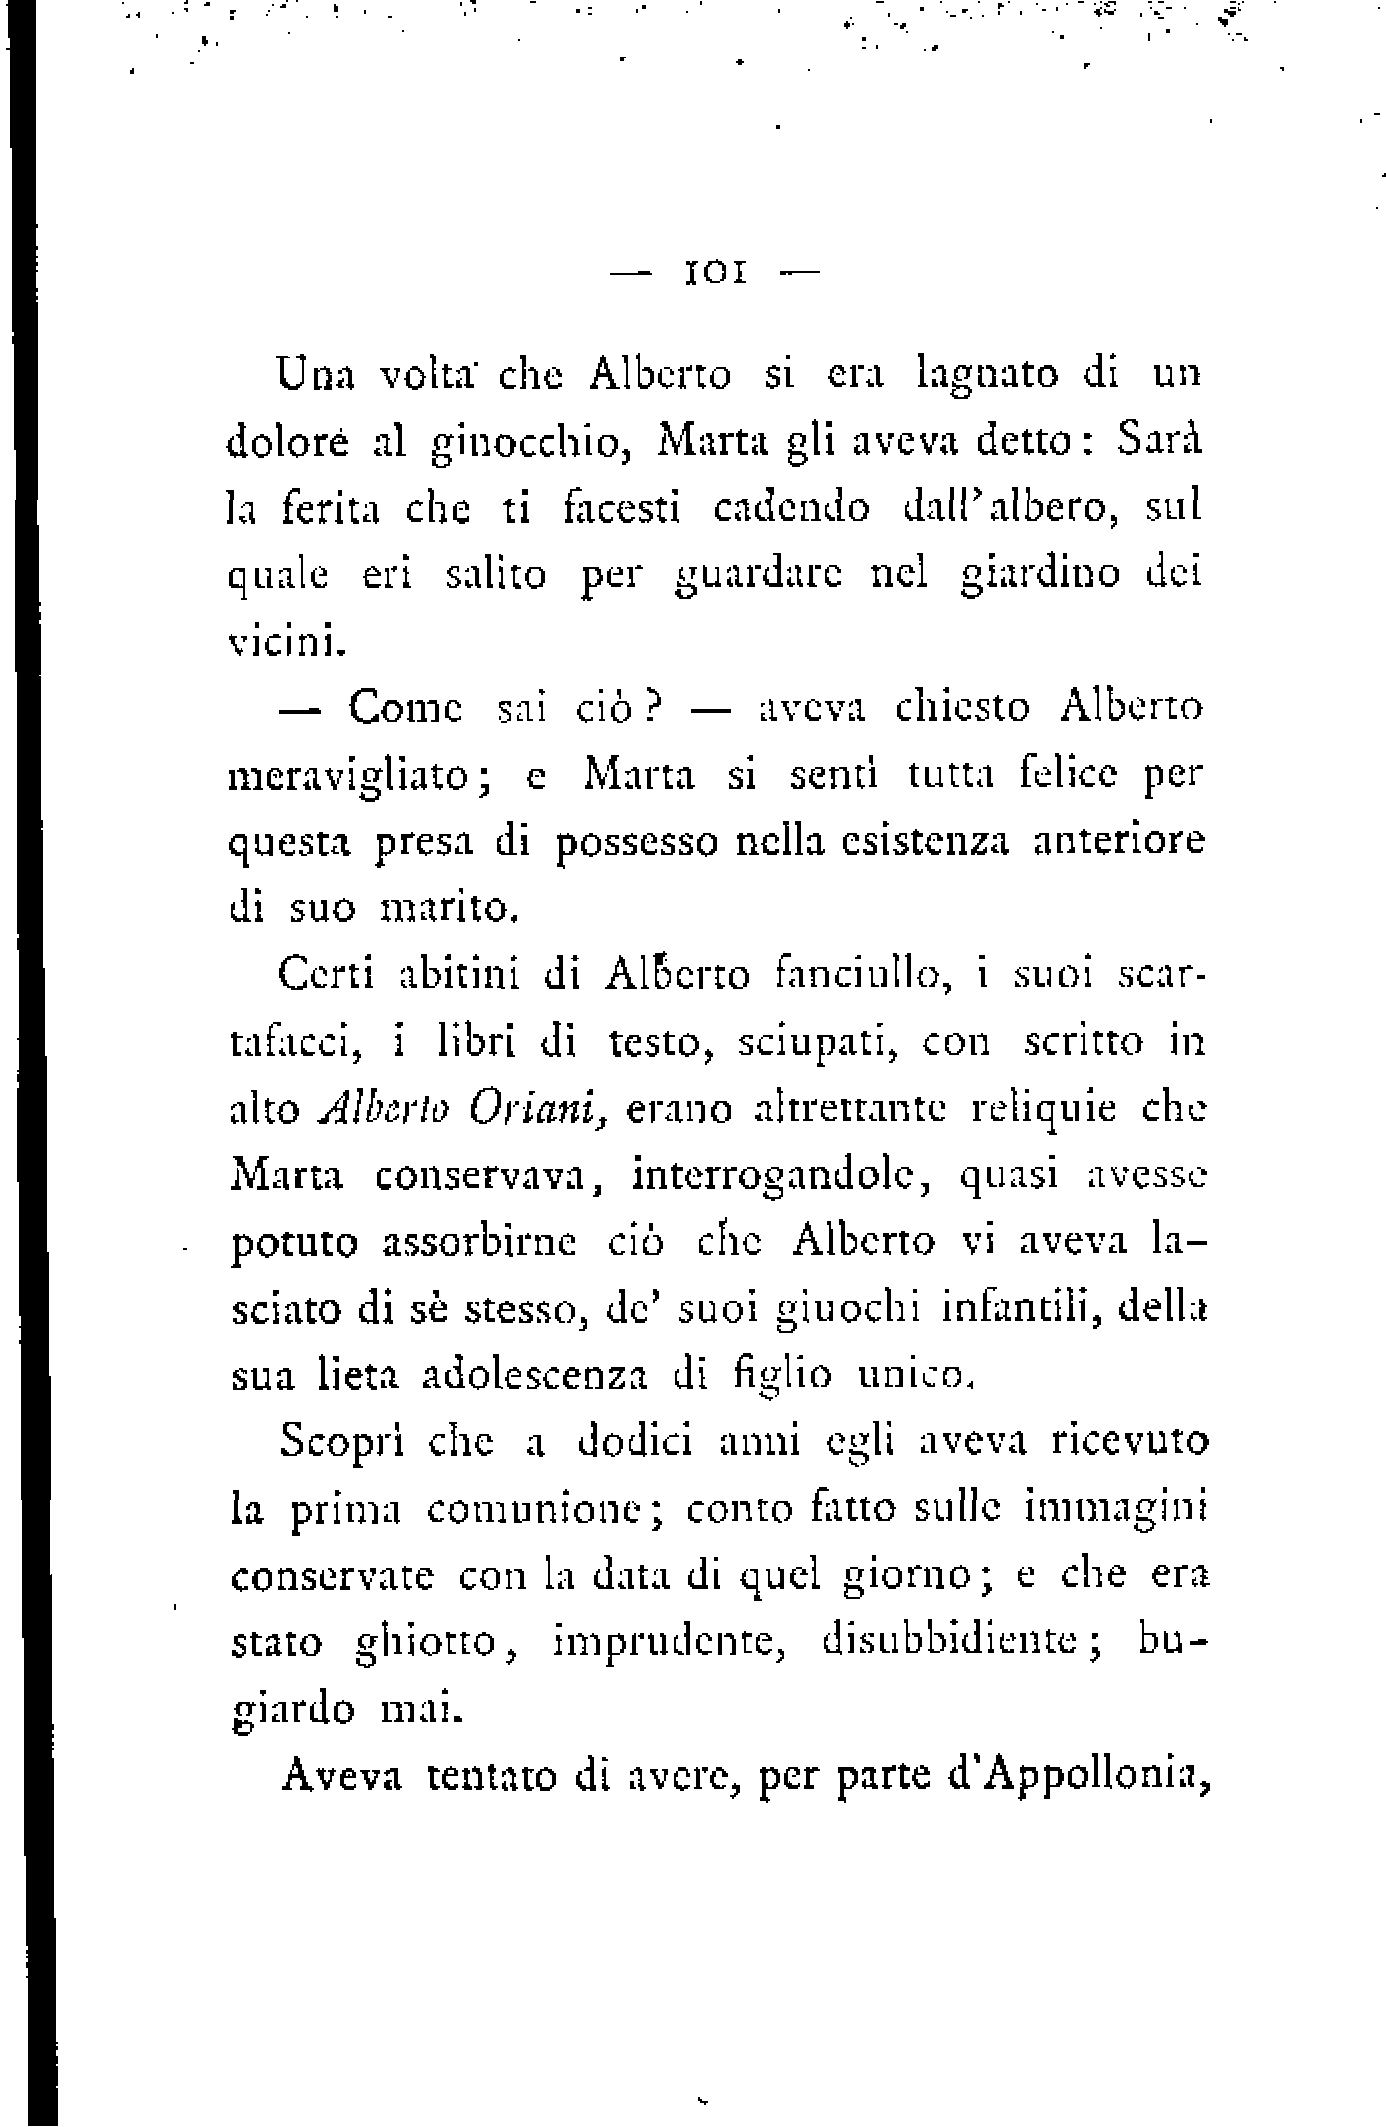 — 101 —
Una volta che Alberto si era lagnato di un
dolore al ginocchio, Marta gli aveva detto: Sarà
la ferita che ti facesti cadendo dall'albero, sul
quale eri salito per guardare nel giardino dei
vicini.
— Come sai ciò? — aveva chiesto Alberto
meravigliato; e Marta si sentì tutta felice per
questa presa di possesso nella esistenza anteriore
di suo marito.
Certi abitini di Alberto fanciullo, i suoi scar-
tafacci, i libri di testo, sciupati, con scritto in
alto Alberto Oriani, erano altrettante reliquie che
Marta conservava, interrogandole, quasi avesse
potuto assorbirne ciò che Alberto vi aveva la-
sciato di sè stesso, de' suoi giuochi infantili, della
sua lieta adolescenza di figlio unico.
Scoprì che a dodici anni egli aveva ricevuto
la prima comunione; conto fatto sulle immagini
conservate con la data di quel giorno; e che era
stato ghiotto, imprudente, disubbidiente; bu-
giardo mai.
Aveva tentato di avere, per parte d'Appollonia,